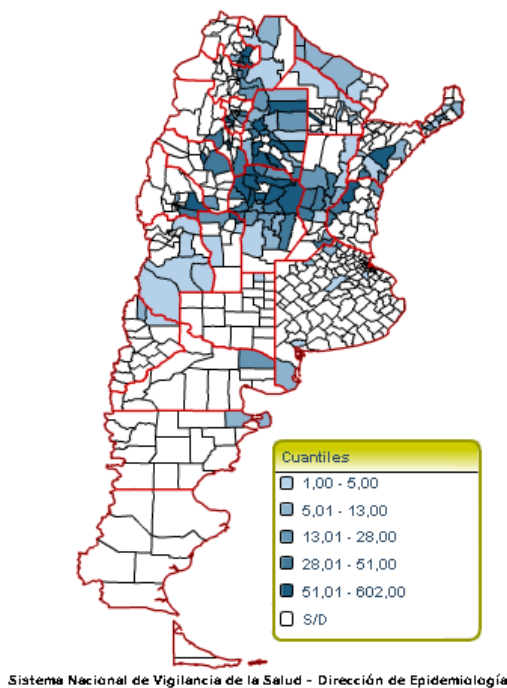 Cuantiles
1,00 - 5,00
5,01 - 13,00
13,01 - 28,00
28,01 - 51,00
51,01 - 602,00
S/D
Sistema Nacional de Vigilancia de la Salud - Dirección de Epidemiología